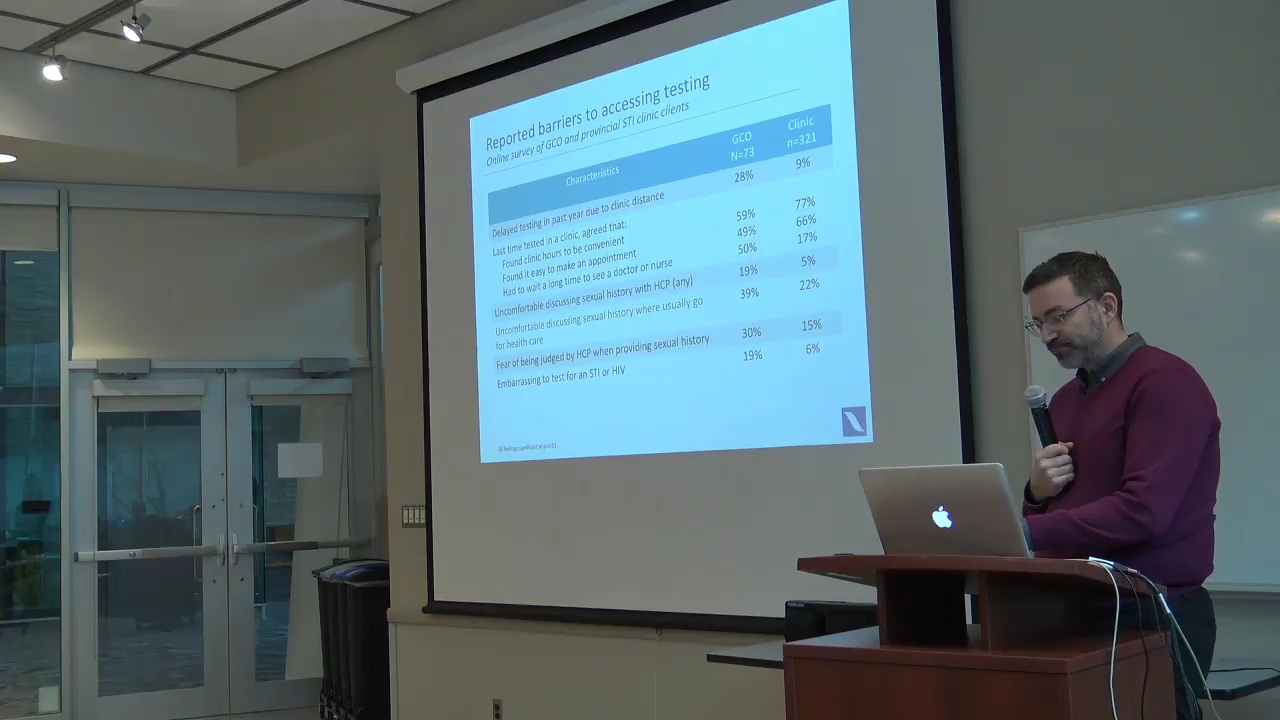 Reported barriers to accessing testing
Online survey of GCO and provincial STI clinic clients
Characteristics GCO N=73 Clinic n=321
Delayed testing in past year due to clinic distance 28% 9%
Last time tested in a clinic, agreed that:
Found clinic hours to be convenient 59% 77%
Found it easy to make an appointment 49% 66%
Had to wait a long time to see a doctor or nurse 50% 17%
Uncomfortable discussing sexual history with HCP (any) 19% 5%
Uncomfortable discussing sexual history where usually go for health care 39% 22%
Fear of being judged by HCP when providing sexual history 30% 15%
Embarrassing to test for an STI or HIV 19% 6%